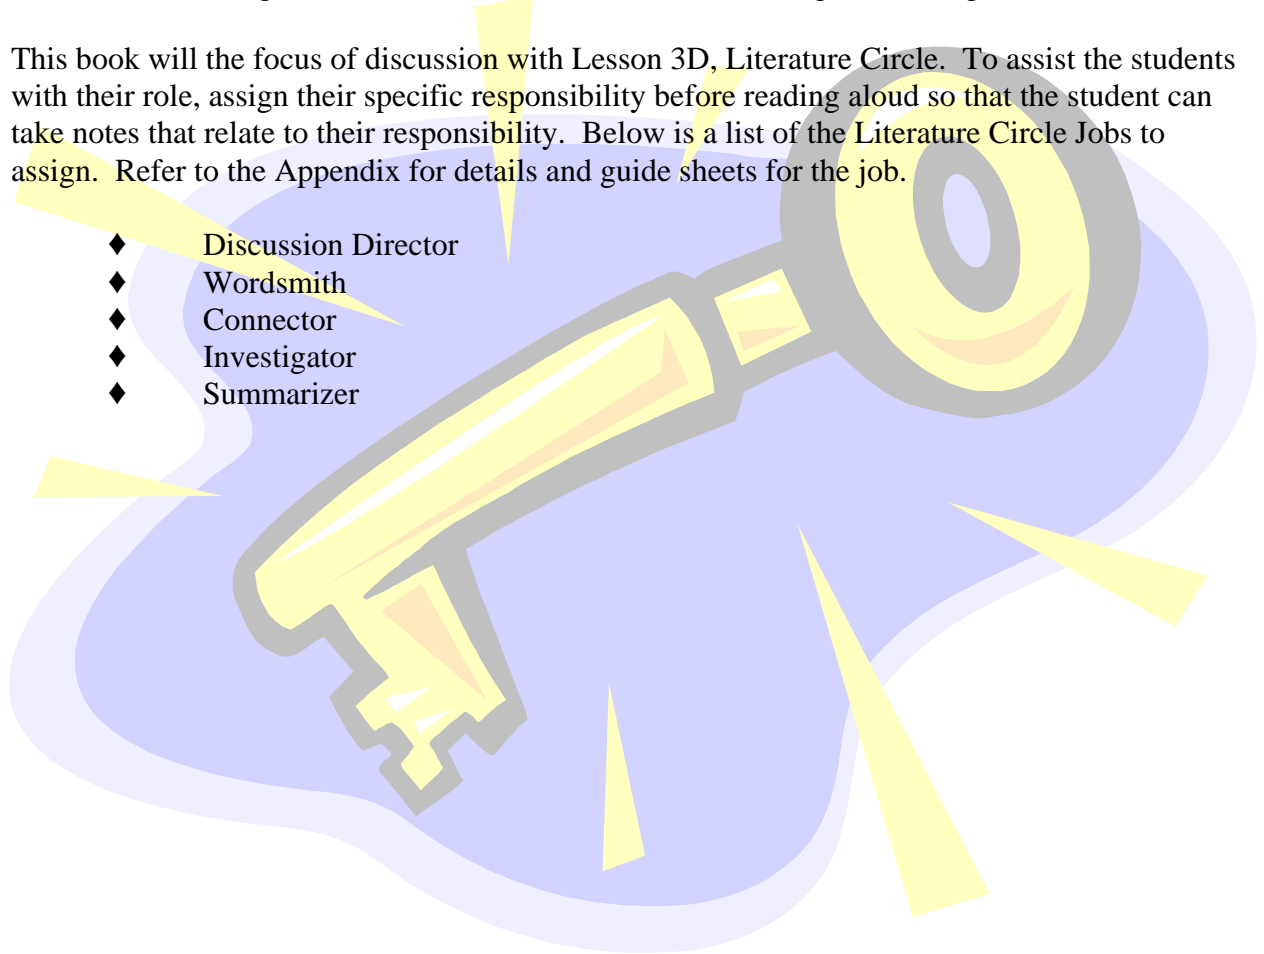 This book will the focus of discussion with Lesson 3D, Literature Circle.  To assist the students
with their role, assign their specific responsibility before reading aloud so that the student can
take notes that relate to their responsibility.  Below is a list of the Literature Circle Jobs to
assign.  Refer to the Appendix for details and guide sheets for the job.
♦ Discussion Director
♦ Wordsmith
♦ Connector
♦ Investigator
♦ Summarizer